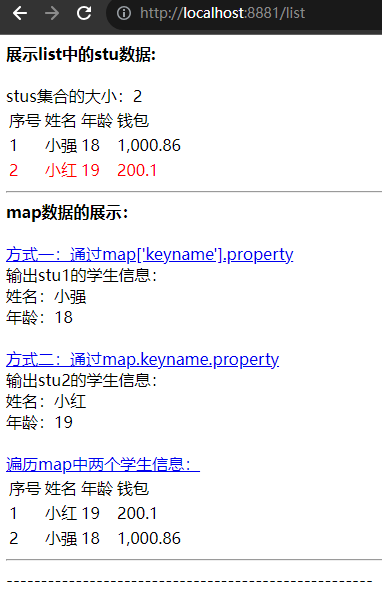 http://localhost:8881/list
展示list中的stu数据:
stus集合的大小：2
序号 姓名 年龄 钱包
1 小强 18 1,000.86
2 小红 19 200.1
map数据的展示：
方式一：通过map['keyname'].property
输出stu1的学生信息：
姓名：小强
年龄：18
方式二：通过map.keyname.property
输出stu2的学生信息：
姓名：小红
年龄：19
遍历map中两个学生信息：
序号 姓名 年龄 钱包
1 小红 19 200.1
2 小强 18 1,000.86
-----------------------------------------------------